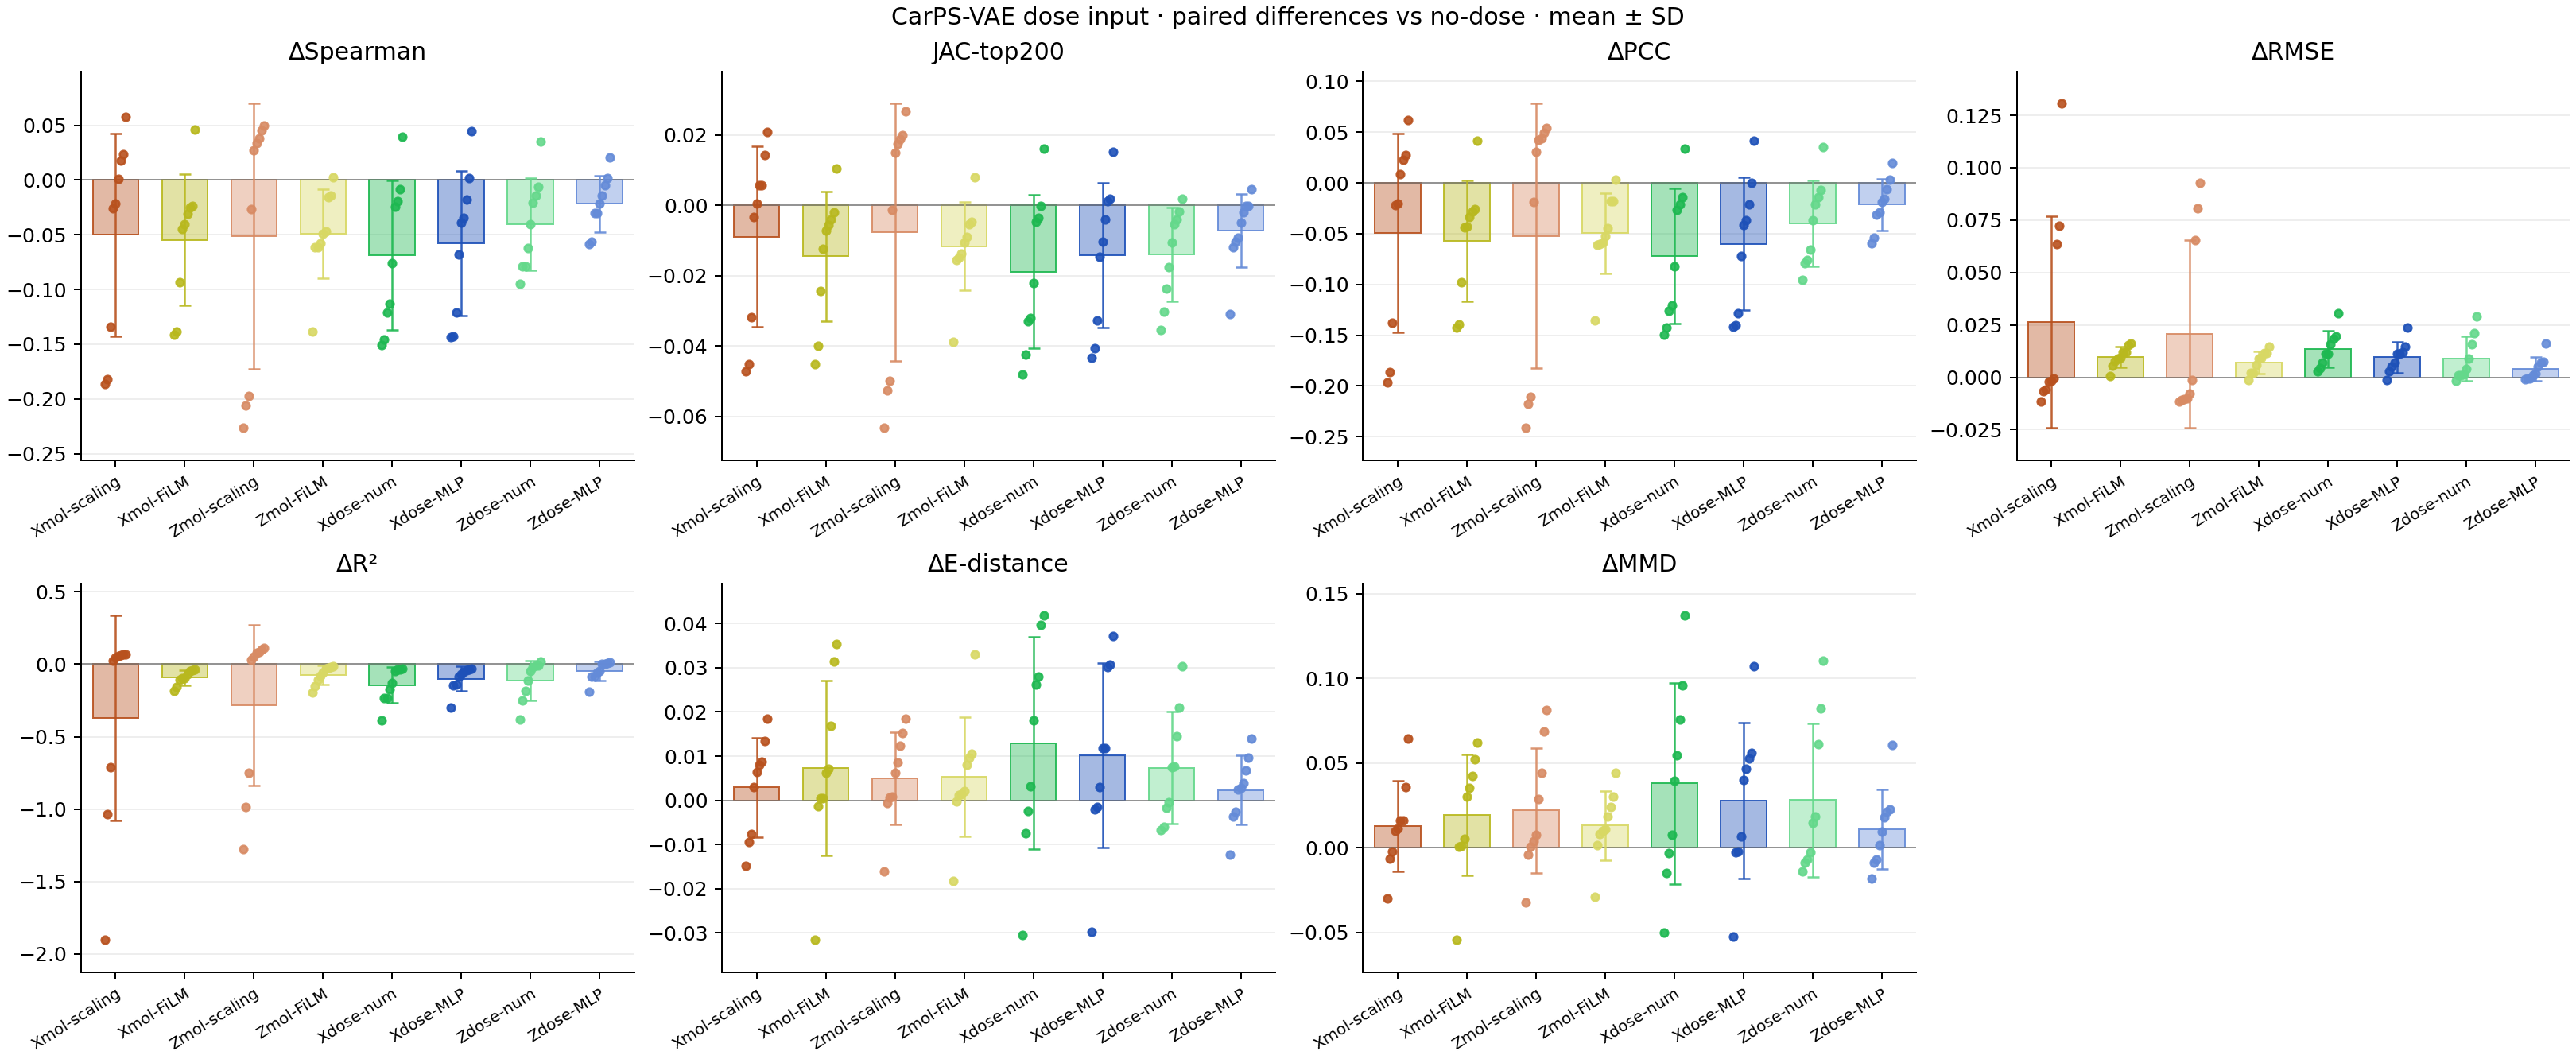 CarPS-VAE dose input · paired differences vs no-dose · mean ± SD
ΔSpearman
0.05
0.00
−0.05
−0.10
−0.15
−0.20
−0.25
Xmol-scaling
Xmol-FiLM
Zmol-scaling
Zmol-FiLM
Xdose-num
Xdose-MLP
Zdose-num
Zdose-MLP
JAC-top200
0.02
0.00
−0.02
−0.04
−0.06
Xmol-scaling
Xmol-FiLM
Zmol-scaling
Zmol-FiLM
Xdose-num
Xdose-MLP
Zdose-num
Zdose-MLP
ΔPCC
0.10
0.05
0.00
−0.05
−0.10
−0.15
−0.20
−0.25
Xmol-scaling
Xmol-FiLM
Zmol-scaling
Zmol-FiLM
Xdose-num
Xdose-MLP
Zdose-num
Zdose-MLP
ΔRMSE
0.125
0.100
0.075
0.050
0.025
0.000
−0.025
Xmol-scaling
Xmol-FiLM
Zmol-scaling
Zmol-FiLM
Xdose-num
Xdose-MLP
Zdose-num
Zdose-MLP
ΔR²
0.5
0.0
−0.5
−1.0
−1.5
−2.0
Xmol-scaling
Xmol-FiLM
Zmol-scaling
Zmol-FiLM
Xdose-num
Xdose-MLP
Zdose-num
Zdose-MLP
ΔE-distance
0.04
0.03
0.02
0.01
0.00
−0.01
−0.02
−0.03
Xmol-scaling
Xmol-FiLM
Zmol-scaling
Zmol-FiLM
Xdose-num
Xdose-MLP
Zdose-num
Zdose-MLP
ΔMMD
0.15
0.10
0.05
0.00
−0.05
Xmol-scaling
Xmol-FiLM
Zmol-scaling
Zmol-FiLM
Xdose-num
Xdose-MLP
Zdose-num
Zdose-MLP